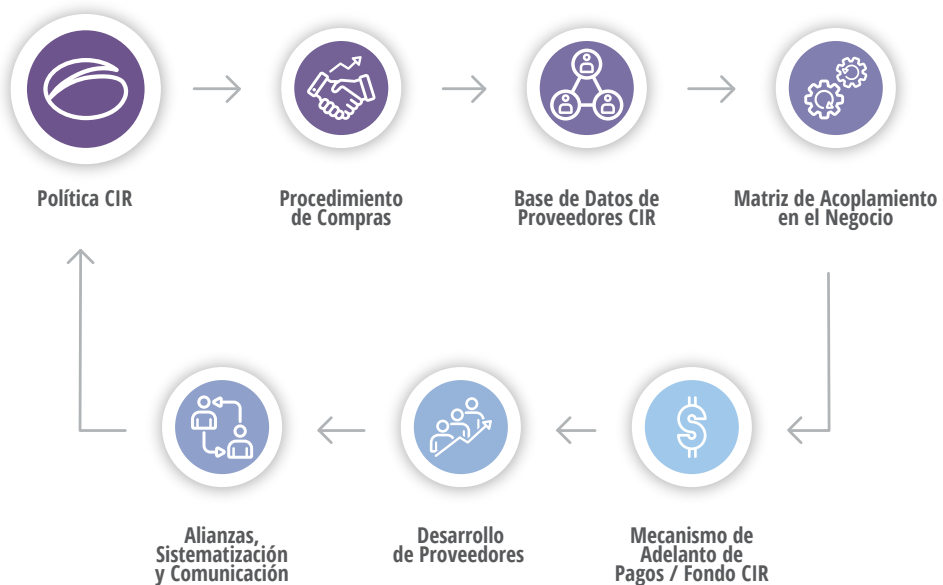 Política CIR
Procedimiento
de Compras
Base de Datos de
Proveedores CIR
Matriz de Acoplamiento
en el Negocio
$
Mecanismo de
Adelanto de
Pagos / Fondo CIR
Desarrollo
de Proveedores
Alianzas,
Sistematización
y Comunicación